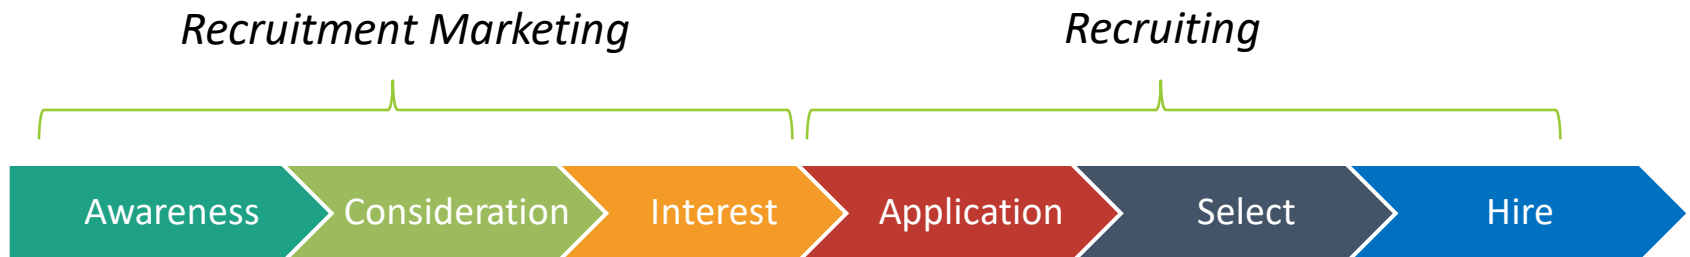 Recruitment Marketing
Recruiting
Awareness
Consideration
Interest
Application
Select
Hire